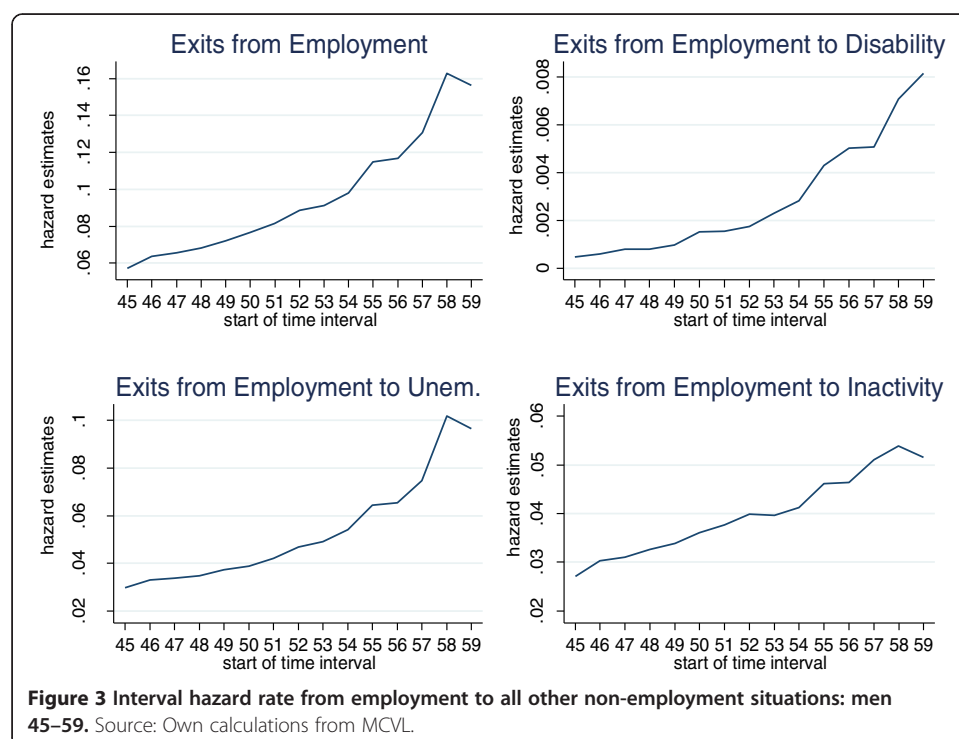 Exits from Employment
hazard estimates
.06 .08 .1 .12 .14 .16
45 46 47 48 49 50 51 52 53 54 55 56 57 58 59
start of time interval
Exits from Employment to Disability
hazard estimates
0 .002 .004 .006 .008
45 46 47 48 49 50 51 52 53 54 55 56 57 58 59
start of time interval
Exits from Employment to Unem.
hazard estimates
.02 .04 .06 .08 .1
45 46 47 48 49 50 51 52 53 54 55 56 57 58 59
start of time interval
Exits from Employment to Inactivity
hazard estimates
.02 .03 .04 .05 .06
45 46 47 48 49 50 51 52 53 54 55 56 57 58 59
start of time interval
Figure 3 Interval hazard rate from employment to all other non-employment situations: men
45–59. Source: Own calculations from MCVL.